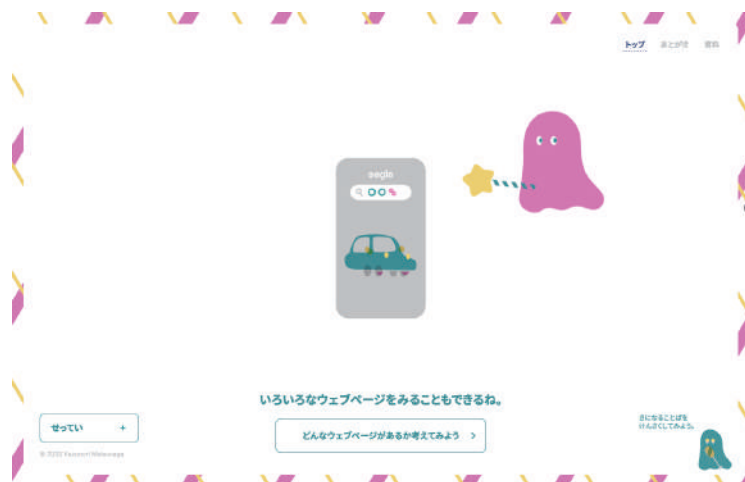 トップ あとがき 資料
いろいろなウェブページをみることもできるね。
せってい +
どんなウェブページがあるか考えてみよう >
きになることばを
けんさくしてみよう。
© 2022